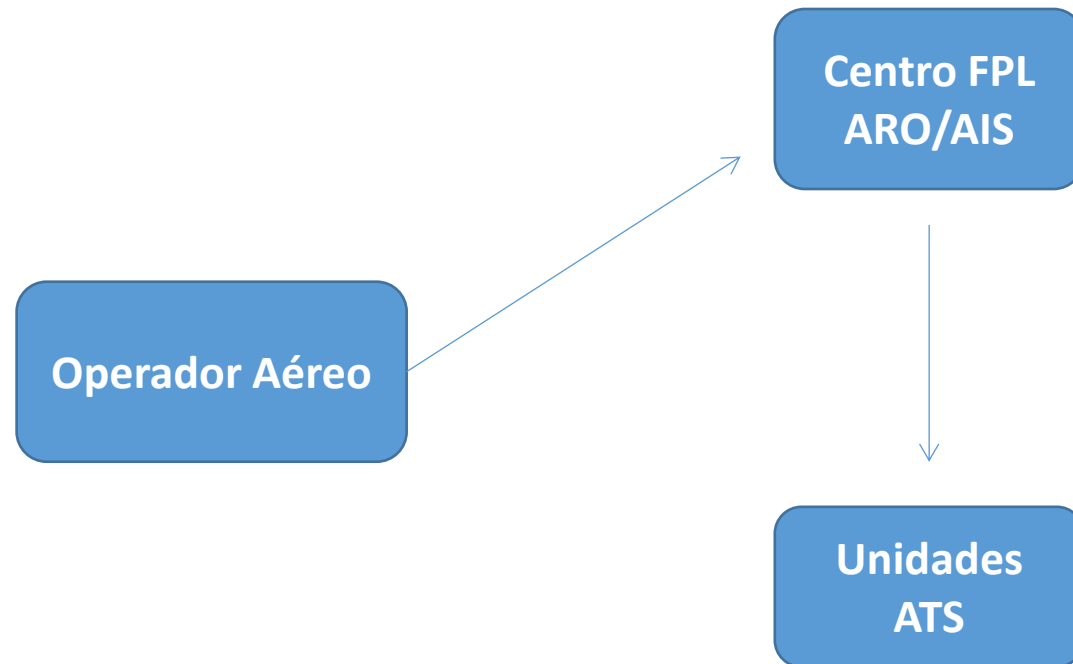 Centro FPL
ARO/AIS
Operador Aéreo
Unidades
ATS